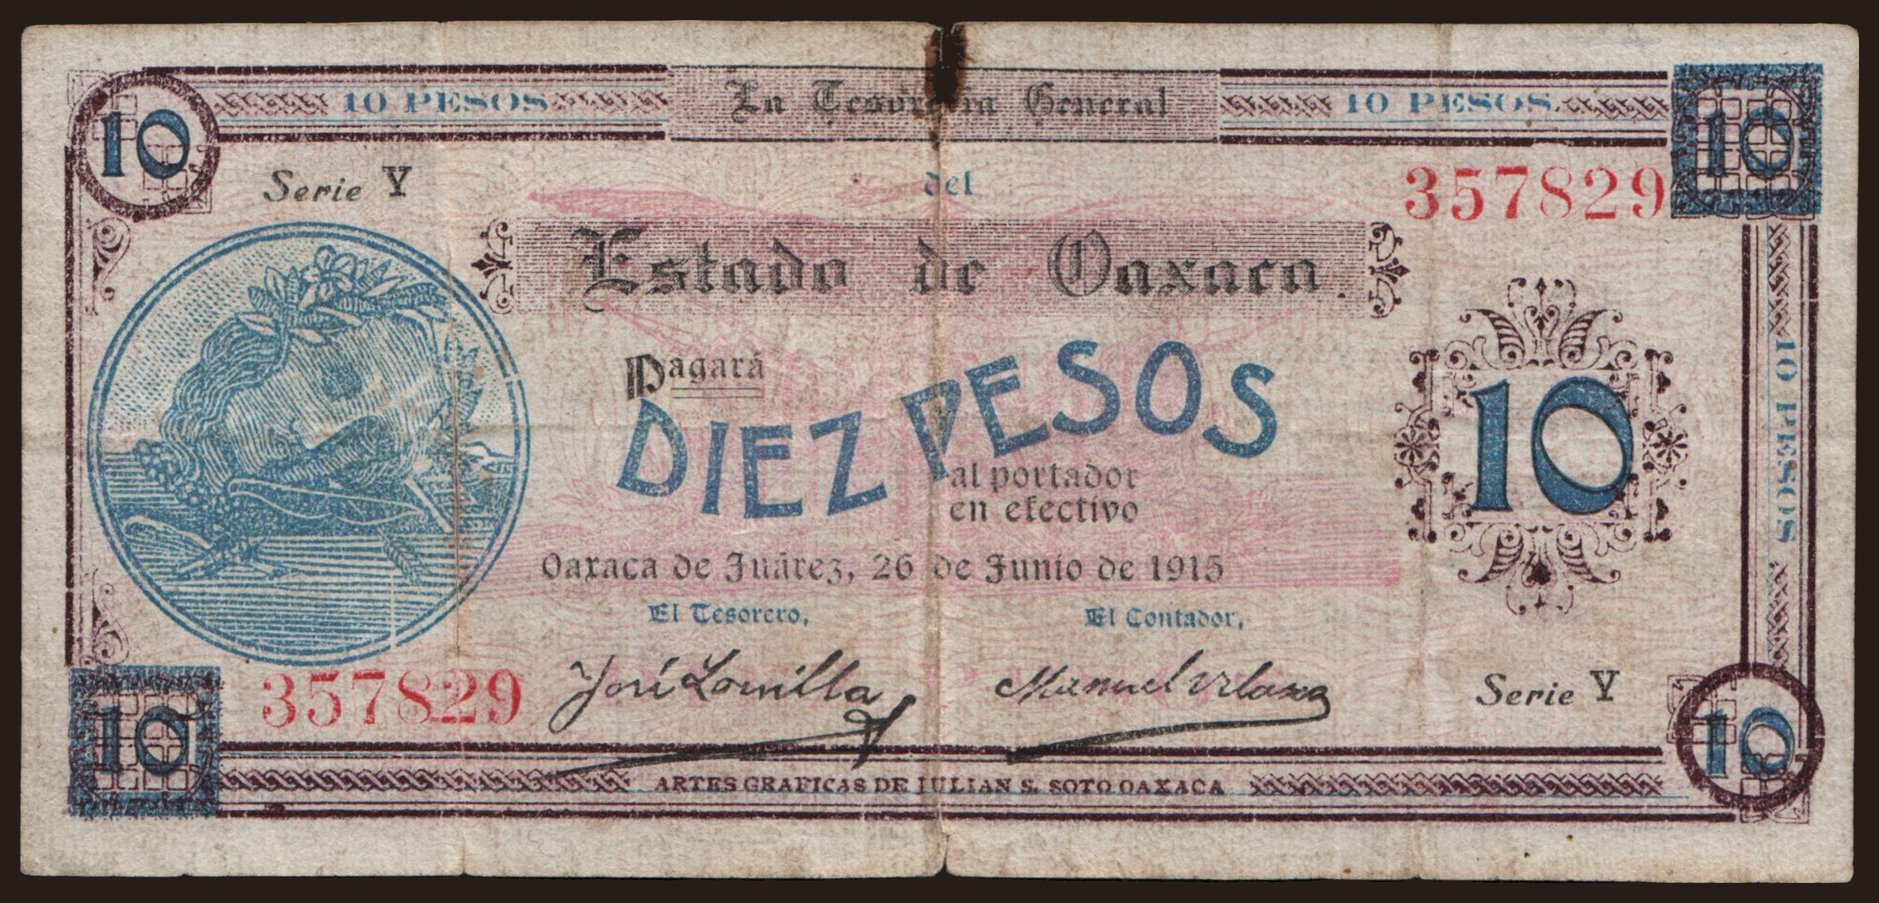 10 10 PESOS La Tesorería General 10 PESOS. 10
Serie Y del 357829
Estado de Oaxaca.
Pagará
DIEZ PESOS
10
10 PESOS
al portador
en efectivo
Oaxaca de Juárez, 26 de Junio de 1915
El Tesorero, El Contador,
357829 Serie Y
10 10
ARTES GRAFICAS DE JULIAN S. SOTO OAXACA